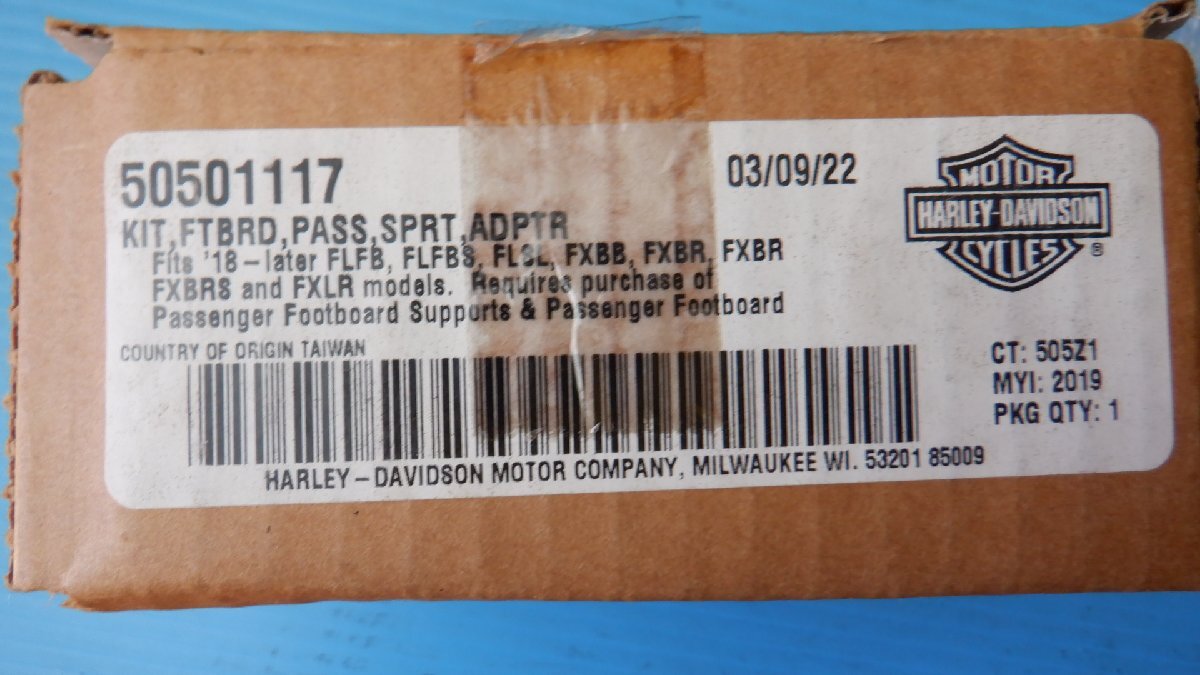 50501117
03/09/22
KIT,FTBRD,PASS,SPRT,ADPTR
Fits '18-later FLFB, FLFBS, FLSL, FXBB, FXBR, FXBR
FXBRS and FXLR models. Requires purchase of
Passenger Footboard Supports & Passenger Footboard
COUNTRY OF ORIGIN TAIWAN
MOTOR
HARLEY-DAVIDSON
CYCLES
®
CT: 505Z1
MYI: 2019
PKG QTY: 1
HARLEY-DAVIDSON MOTOR COMPANY, MILWAUKEE WI. 53201 85009